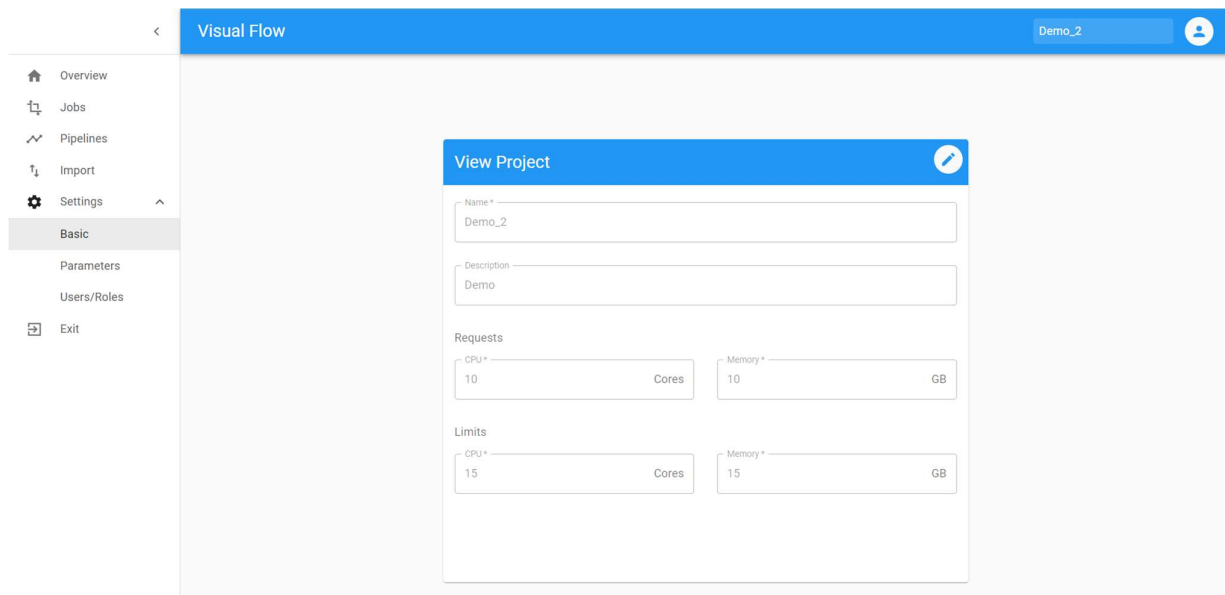 Visual Flow
Demo_2
Overview
Jobs
Pipelines
Import
Settings
Basic
Parameters
Users/Roles
Exit
View Project
Name *
Demo_2
Description
Demo
Requests
CPU *
10 Cores
Memory *
10 GB
Limits
CPU *
15 Cores
Memory *
15 GB